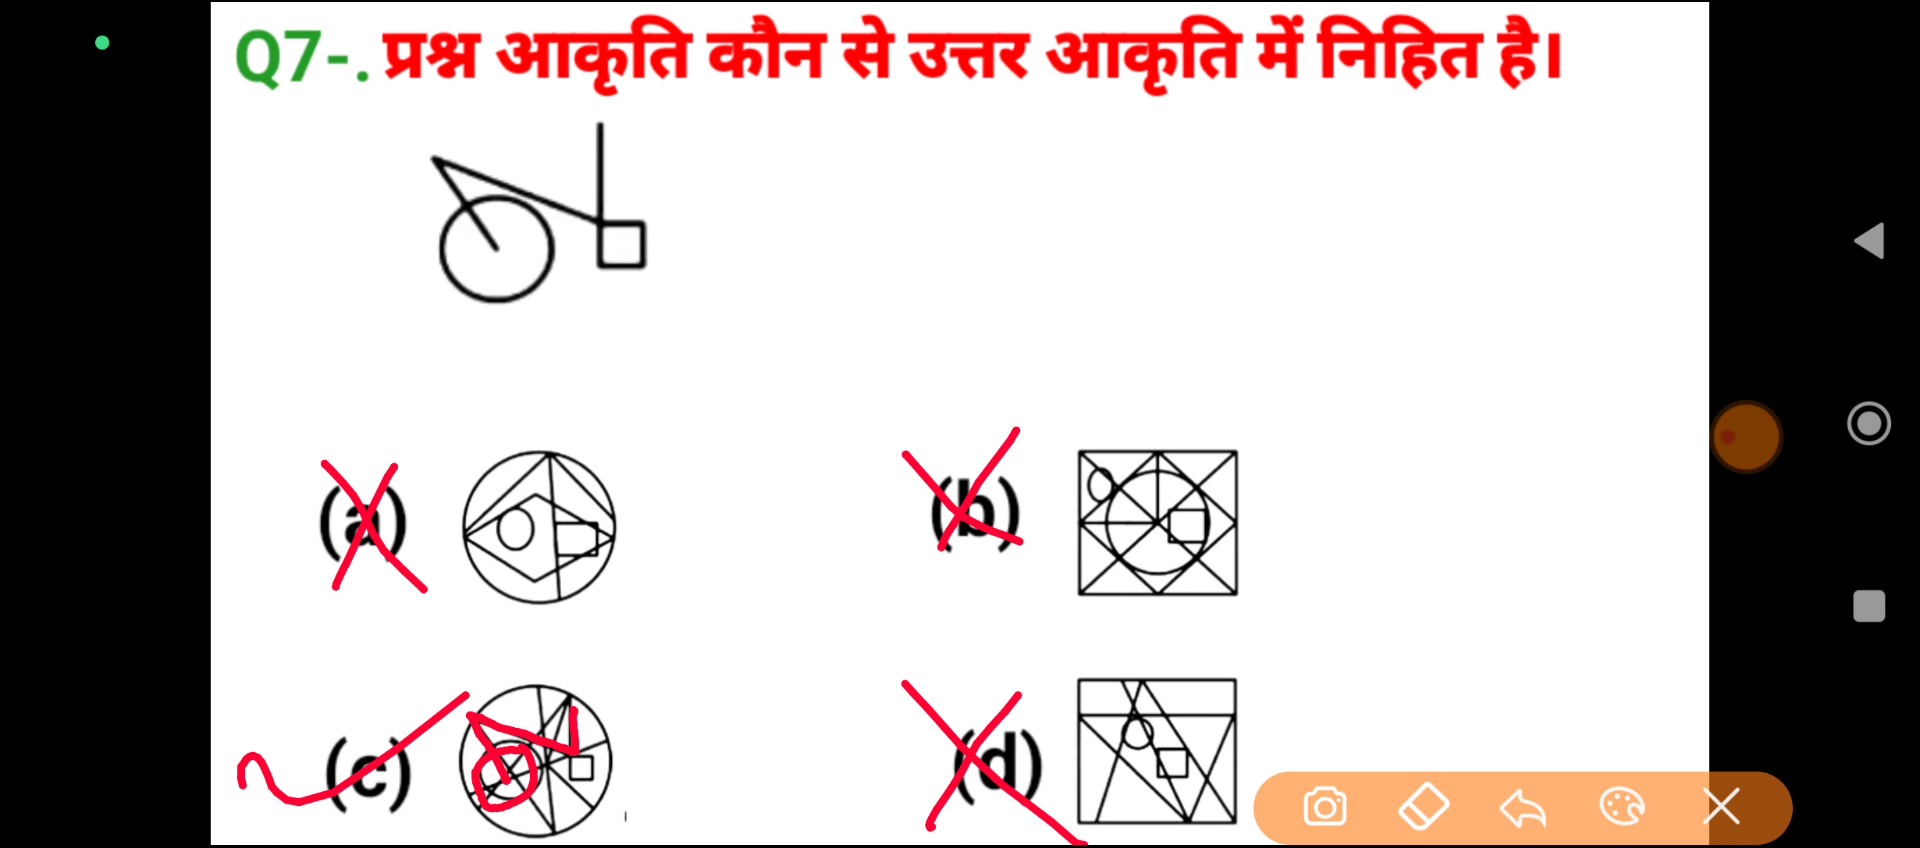 Q7-. प्रश्न आकृति कौन से उत्तर आकृति में निहित है।
(a)
(b)
(c)
(d)